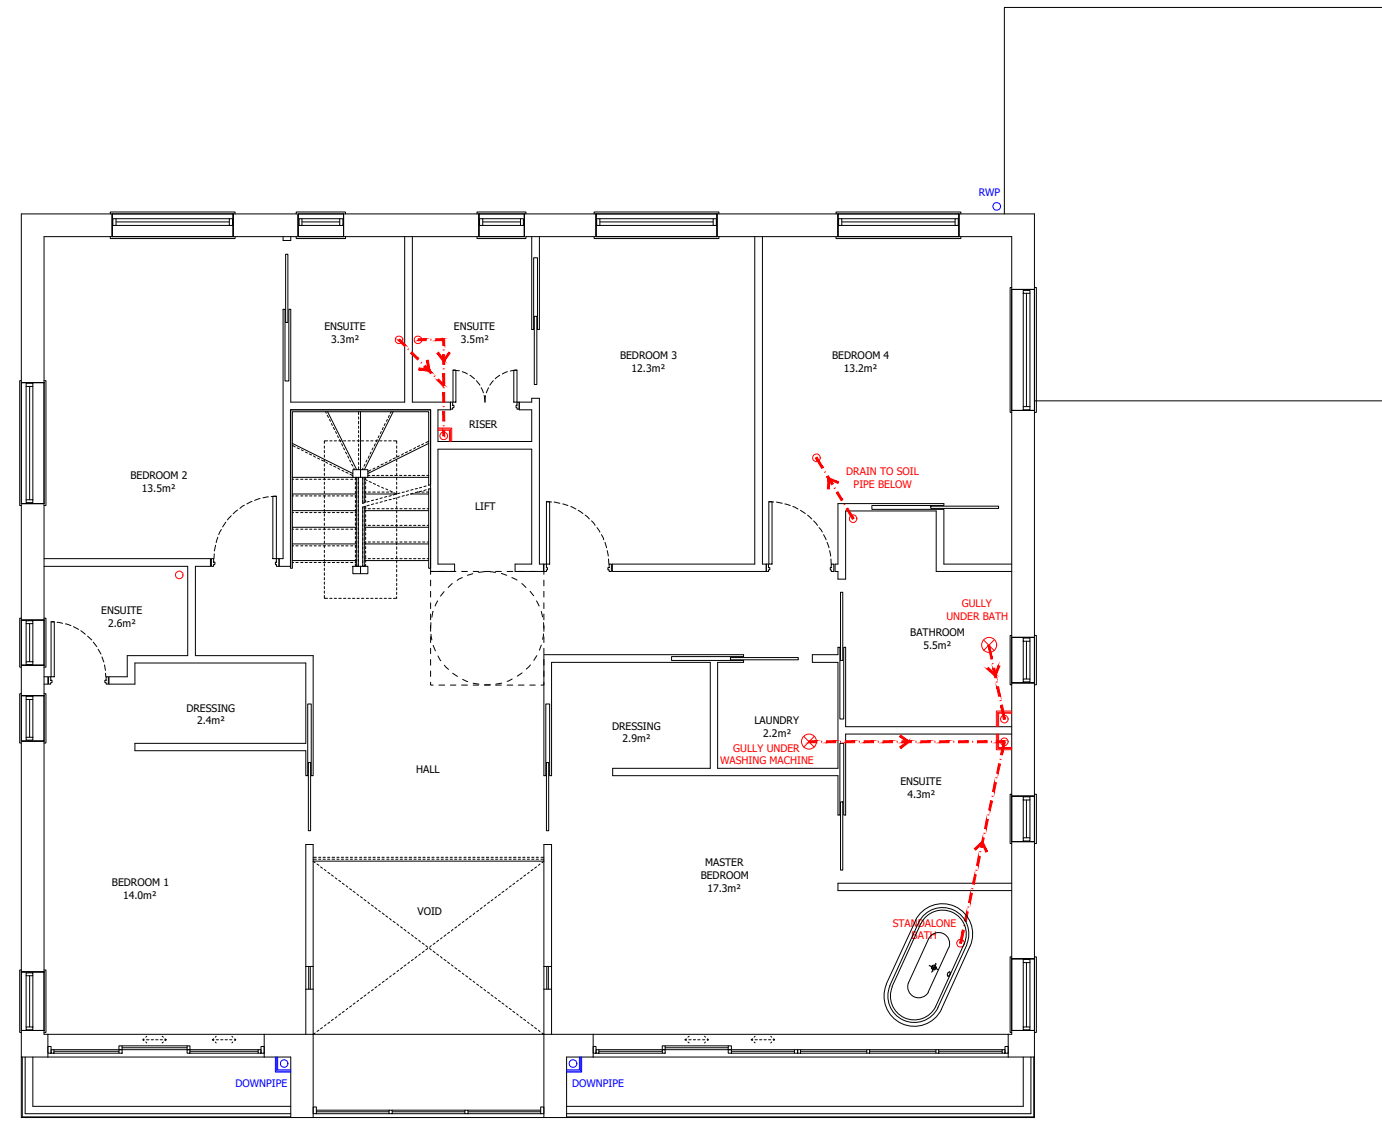 RWP
ENSUITE
3.3m²
ENSUITE
3.5m²
BEDROOM 3
12.3m²
BEDROOM 4
13.2m²
RISER
BEDROOM 2
13.5m²
DRAIN TO SOIL
PIPE BELOW
LIFT
ENSUITE
2.6m²
GULLY
UNDER BATH
BATHROOM
5.5m²
DRESSING
2.4m²
DRESSING
2.9m²
LAUNDRY
2.2m²
GULLY UNDER
WASHING MACHINE
HALL
ENSUITE
4.3m²
BEDROOM 1
14.0m²
MASTER
BEDROOM
17.3m²
VOID
STANDALONE
BATH
DOWNPIPE
DOWNPIPE